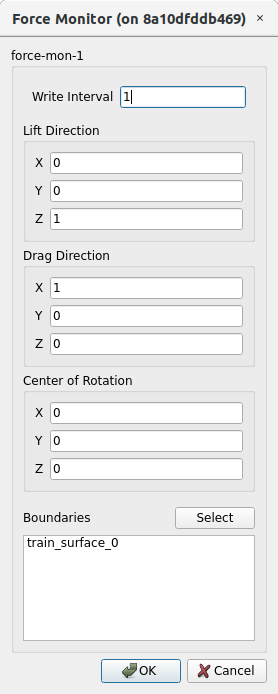 Force Monitor (on 8a10dfddb469) ×
force-mon-1
Write Interval 1
Lift Direction
X 0
Y 0
Z 1
Drag Direction
X 1
Y 0
Z 0
Center of Rotation
X 0
Y 0
Z 0
Boundaries Select
train_surface_0
OK Cancel